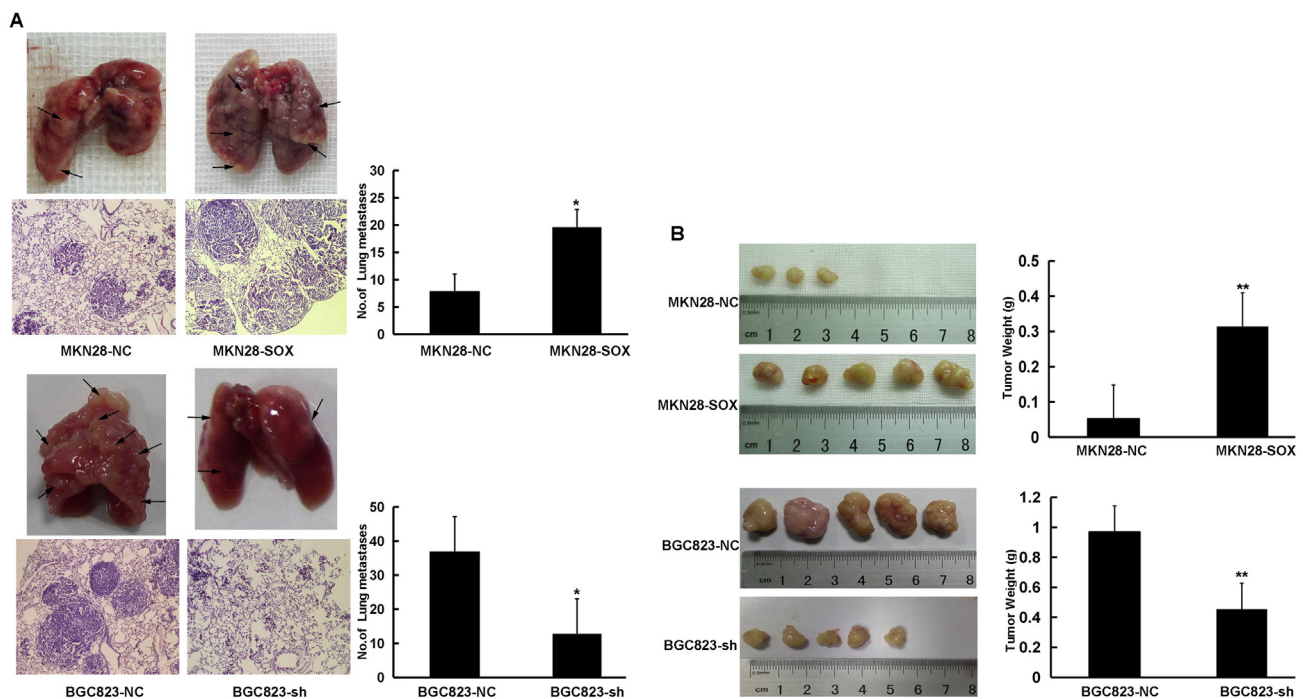 A
30
25
20
15
10
5
0
No.of Lung metastases
*
MKN28-NC
MKN28-SOX
MKN28-NC
MKN28-SOX
50
40
30
20
10
0
No.of Lung metastases
*
BGC823-NC
BGC823-sh
BGC823-NC
BGC823-sh
B
MKN28-NC
0.5mm
cm 1 2 3 4 5 6 7 8
MKN28-SOX
0.5mm
cm 1 2 3 4 5 6 7 8
0.5
0.4
0.3
0.2
0.1
0
Tumor Weight (g)
**
MKN28-NC
MKN28-SOX
BGC823-NC
cm 1 2 3 4 5 6 7 8
BGC823-sh
0.5mm
cm 1 2 3 4 5 6 7 8
1.2
1
0.8
0.6
0.4
0.2
0
Tumor Weight (g)
**
BGC823-NC
BGC823-sh